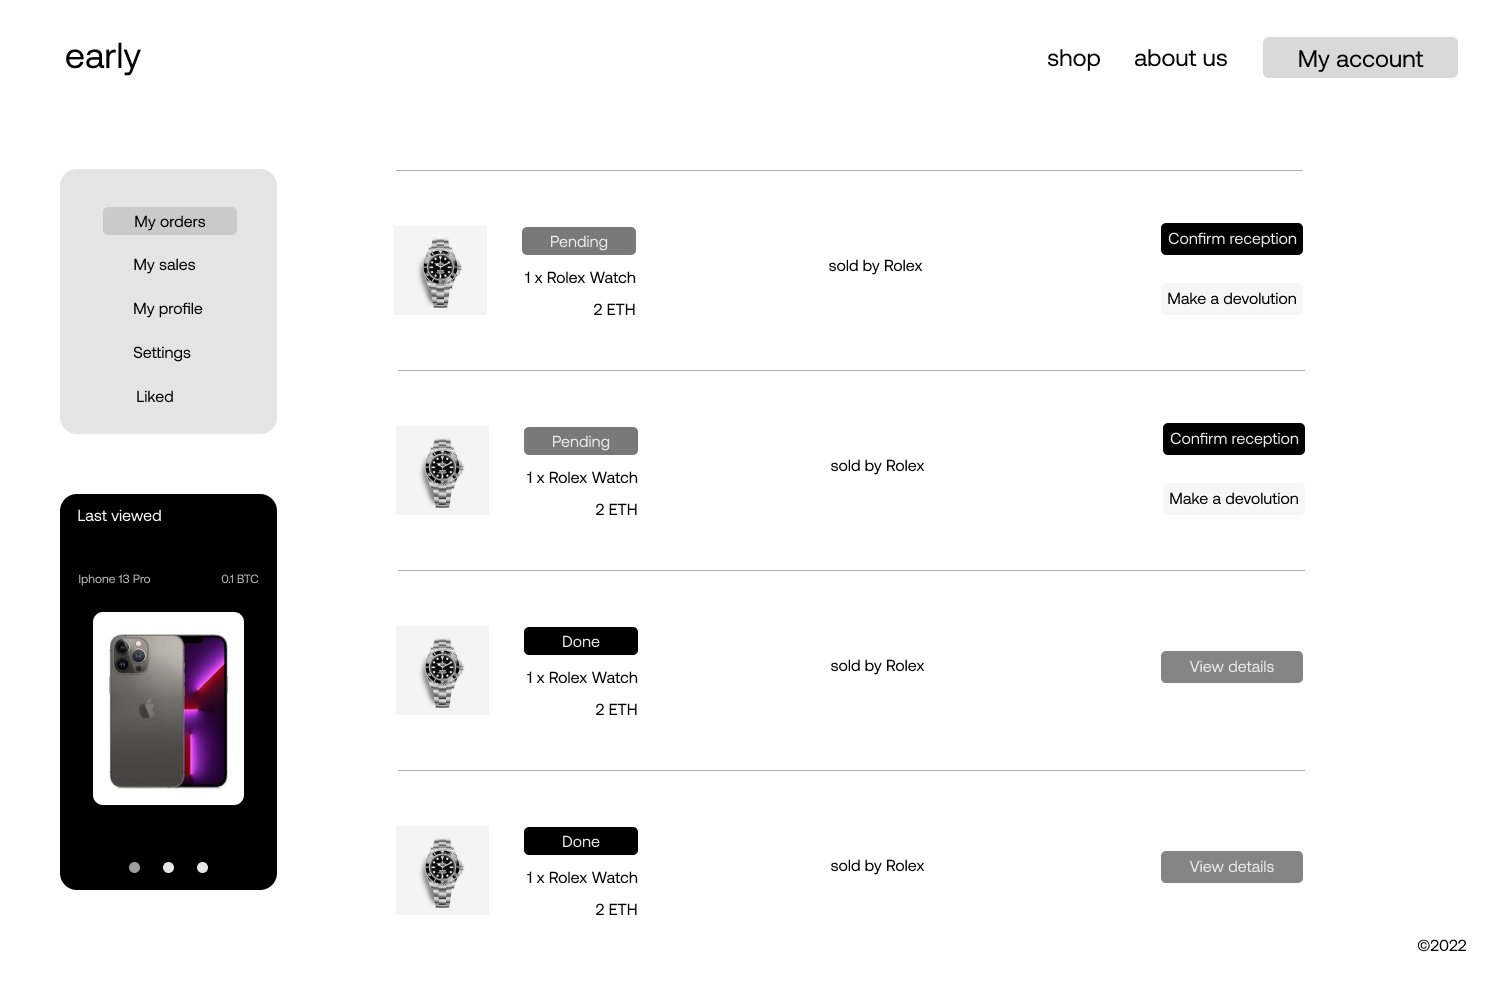 early
shop
about us
My account
My orders
My sales
My profile
Settings
Liked
Last viewed
Iphone 13 Pro
0.1 BTC
Pending
1 x Rolex Watch
2 ETH
sold by Rolex
Confirm reception
Make a devolution
Pending
1 x Rolex Watch
2 ETH
sold by Rolex
Confirm reception
Make a devolution
Done
1 x Rolex Watch
2 ETH
sold by Rolex
View details
Done
1 x Rolex Watch
2 ETH
sold by Rolex
View details
©2022